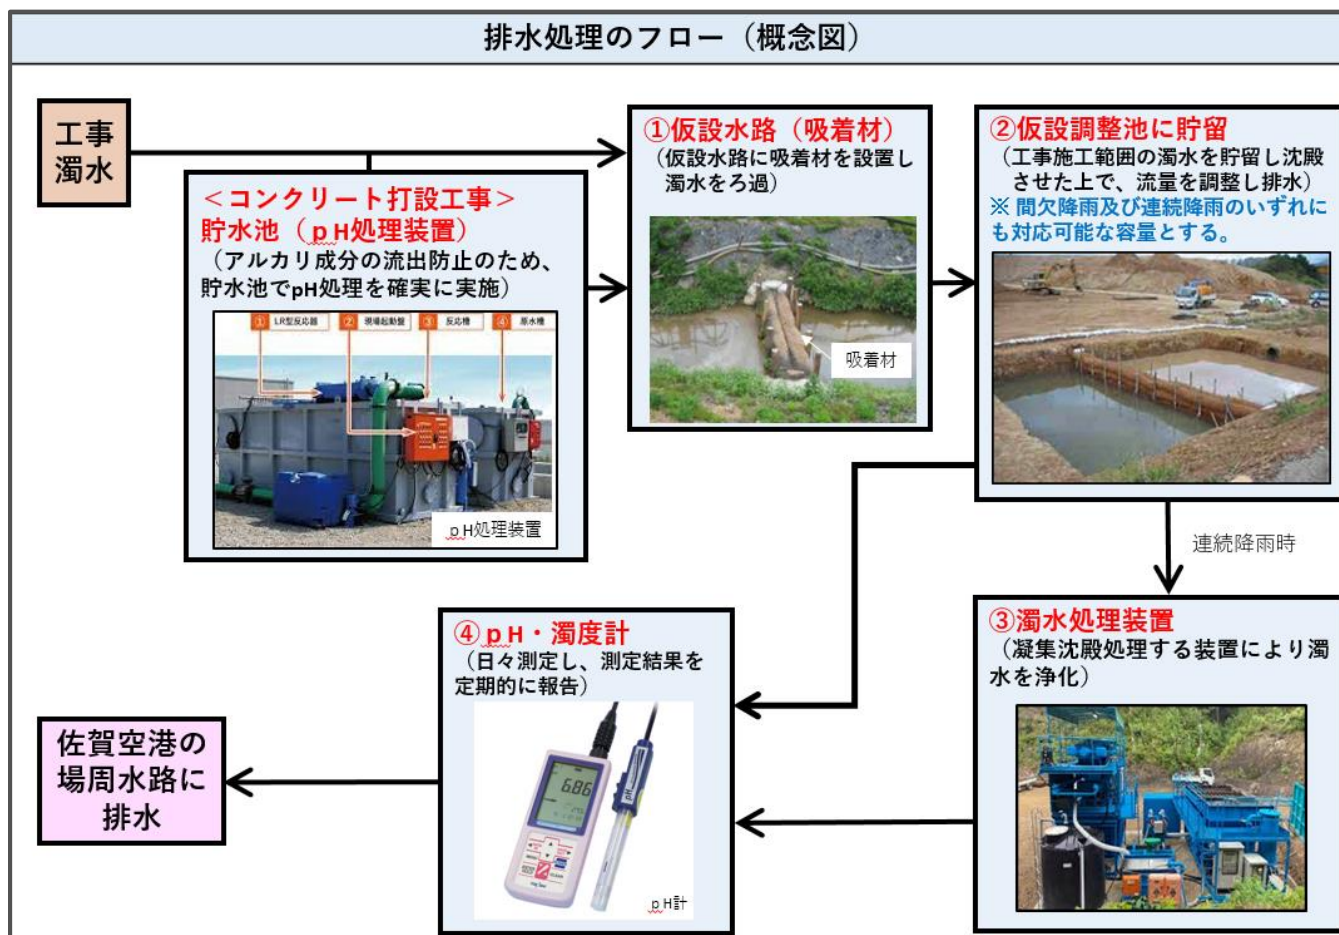 排水処理のフロー（概念図）
工事
濁水
＜コンクリート打設工事＞
貯水池（ｐH処理装置）
（アルカリ成分の流出防止のため、
貯水池でpH処理を確実に実施）
① LR型反応器
② 現場起動盤
③ 反応槽
④ 原水槽
ｐH処理装置
①仮設水路（吸着材）
（仮設水路に吸着材を設置し
濁水をろ過）
吸着材
②仮設調整池に貯留
（工事施工範囲の濁水を貯留し沈殿
させた上で、流量を調整し排水）
※ 間欠降雨及び連続降雨のいずれに
も対応可能な容量とする。
連続降雨時
③濁水処理装置
（凝集沈殿処理する装置により濁
水を浄化）
④ｐH・濁度計
（日々測定し、測定結果を
定期的に報告）
6.86
pH
ｐH計
佐賀空港の
場周水路に
排水